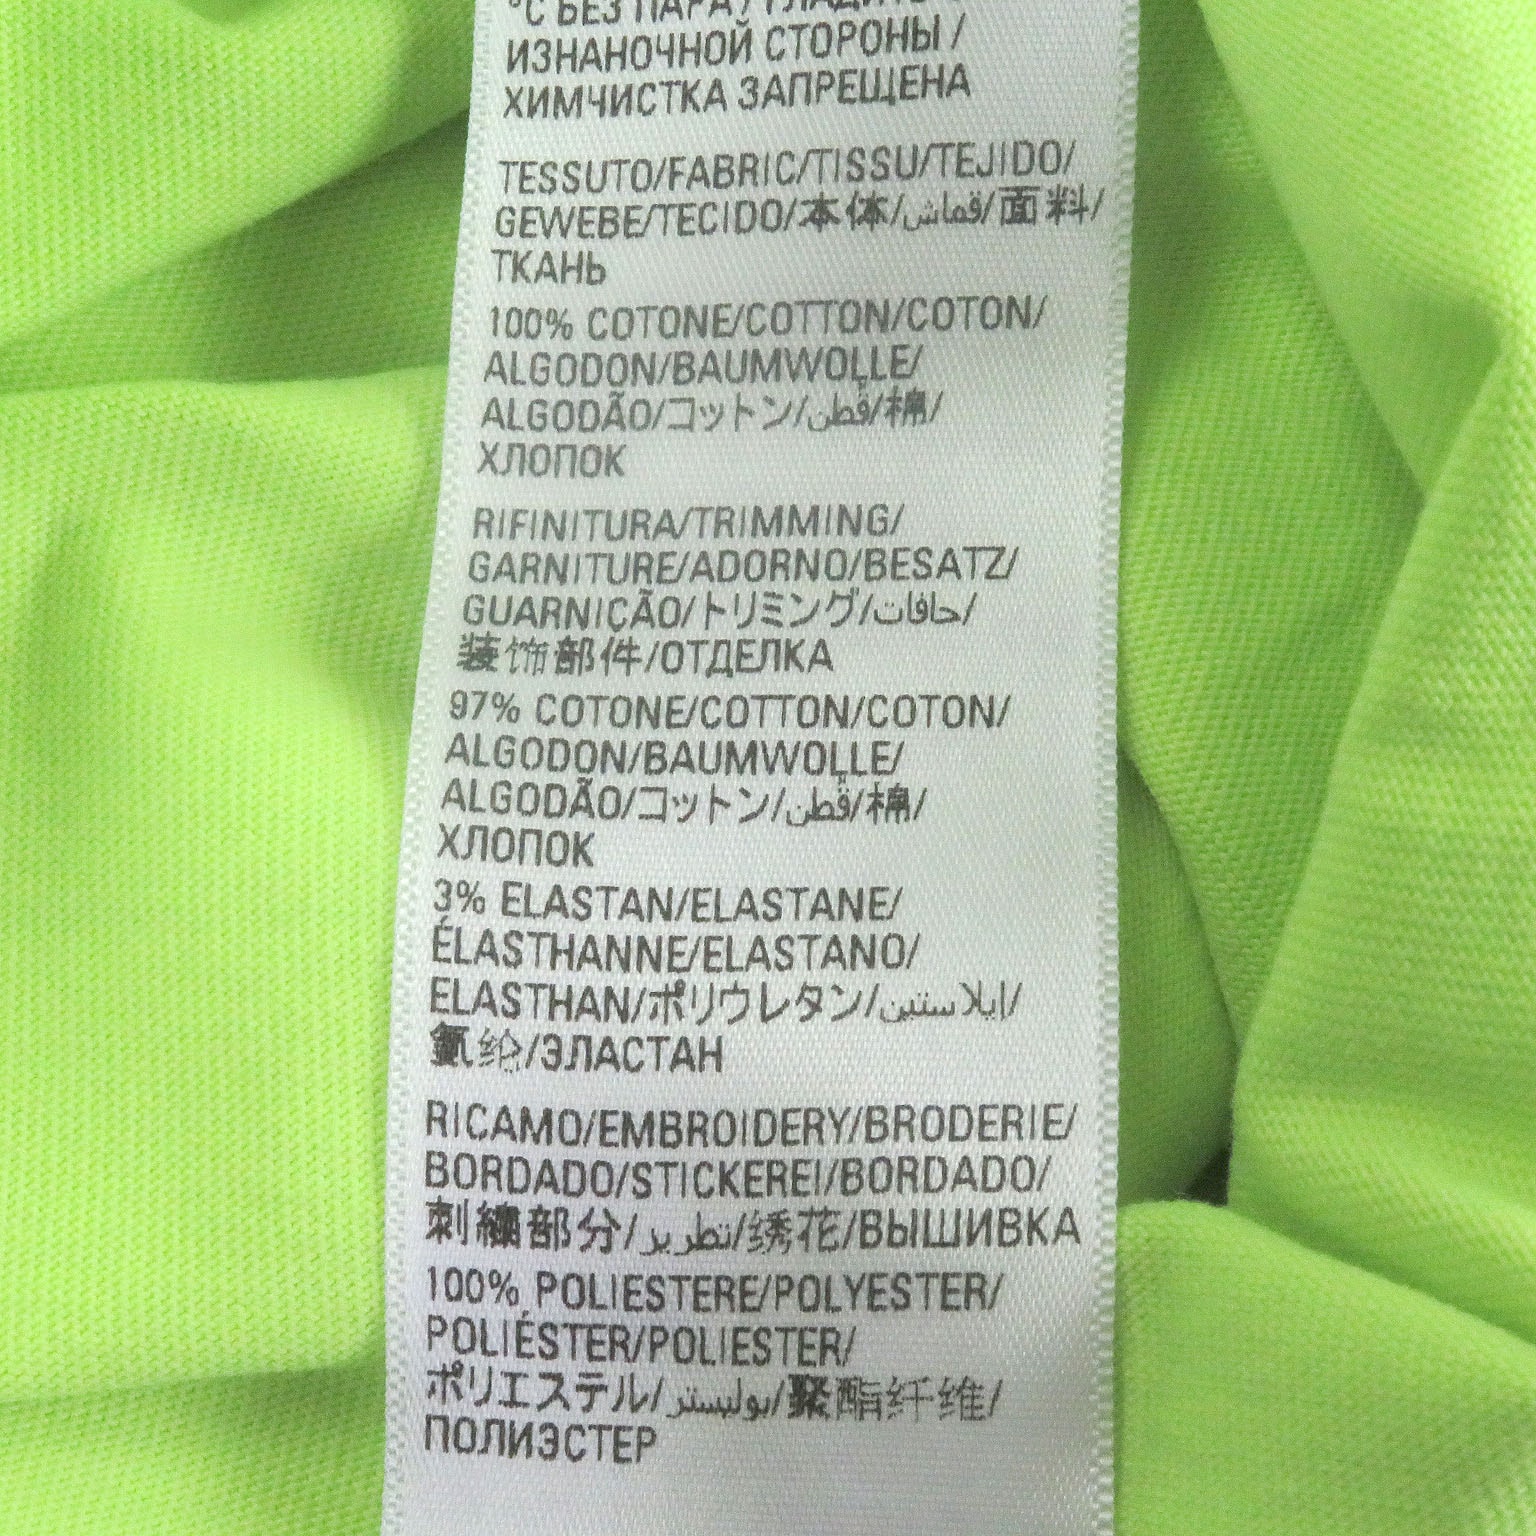 °C БЕЗ ПАРА / ГЛАДИТЬ С
ИЗНАНОЧНОЙ СТОРОНЫ /
ХИМЧИСТКА ЗАПРЕЩЕНА
TESSUTO/FABRIC/TISSU/TEJIDO/
GEWEBE/TECIDO/本体/قماش/面料/
ТКАНЬ
100% COTONE/COTTON/COTON/
ALGODON/BAUMWOLLE/
ALGODÃO/コットン/قطن/棉/
ХЛОПОК
RIFINITURA/TRIMMING/
GARNITURE/ADORNO/BESATZ/
GUARNIÇÃO/トリミング/حافات/
装饰部件/ОТДЕЛКА
97% COTONE/COTTON/COTON/
ALGODON/BAUMWOLLE/
ALGODÃO/コットン/قطن/棉/
ХЛОПОК
3% ELASTAN/ELASTANE/
ÉLASTHANNE/ELASTANO/
ELASTHAN/ポリウレタン/إيلاستين/
氨纶/ЭЛАСТАН
RICAMO/EMBROIDERY/BRODERIE/
BORDADO/STICKEREI/BORDADO/
刺繍部分/تطريز/绣花/ВЫШИВКА
100% POLIESTERE/POLYESTER/
POLIÉSTER/POLIESTER/
ポリエステル/بوليستر/聚酯纤维/
ПОЛИЭСТЕР